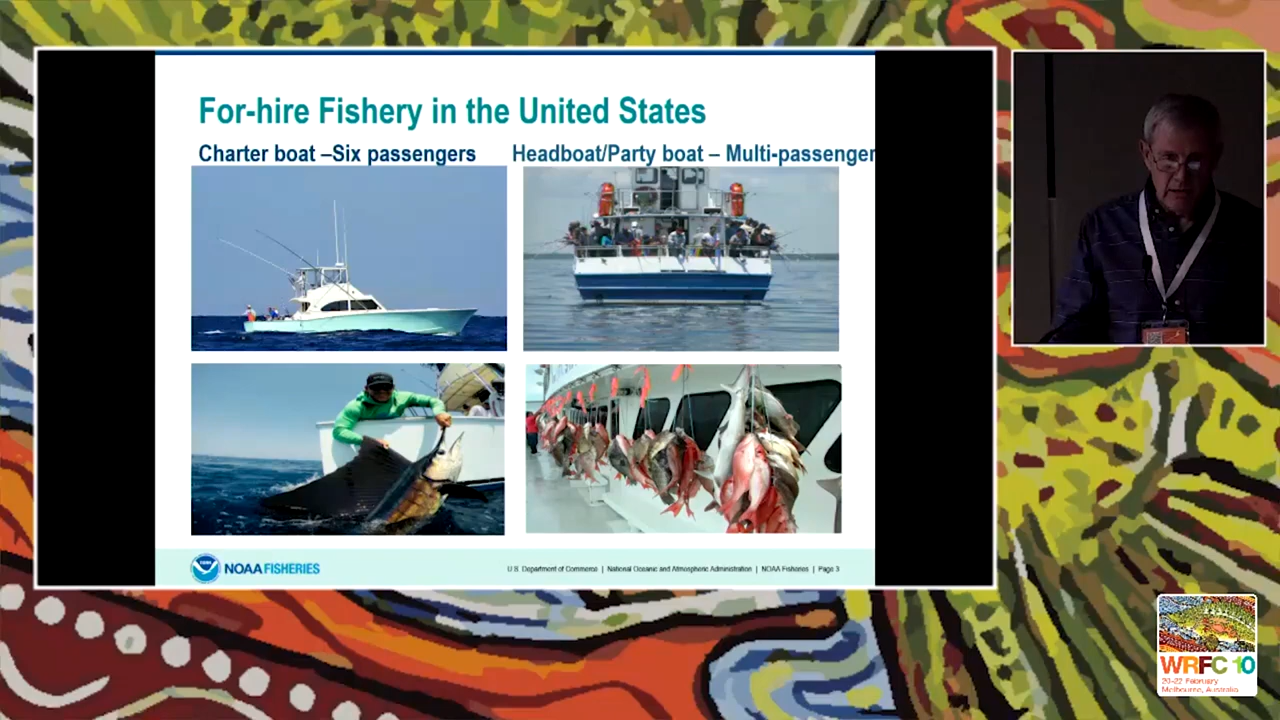 For-hire Fishery in the United States
Charter boat –Six passengers
Headboat/Party boat – Multi-passenger
NOAA FISHERIES
U.S. Department of Commerce | National Oceanic and Atmospheric Administration | NOAA Fisheries | Page 3
WRFC 10
20-22 February
Melbourne, Australia